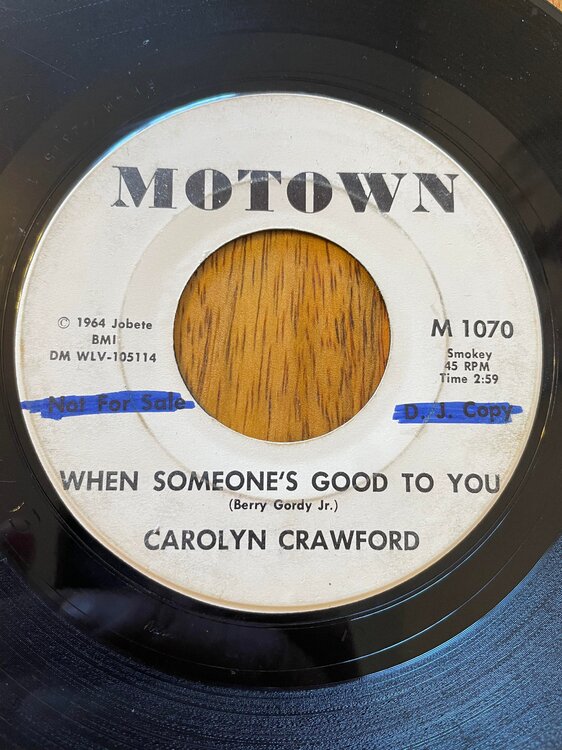 MOTOWN
© 1964 Jobete
BMI
DM WLV-105114
M 1070
Smokey
45 RPM
Time 2:59
Not For Sale
D. J. Copy
WHEN SOMEONE'S GOOD TO YOU
(Berry Gordy Jr.)
CAROLYN CRAWFORD